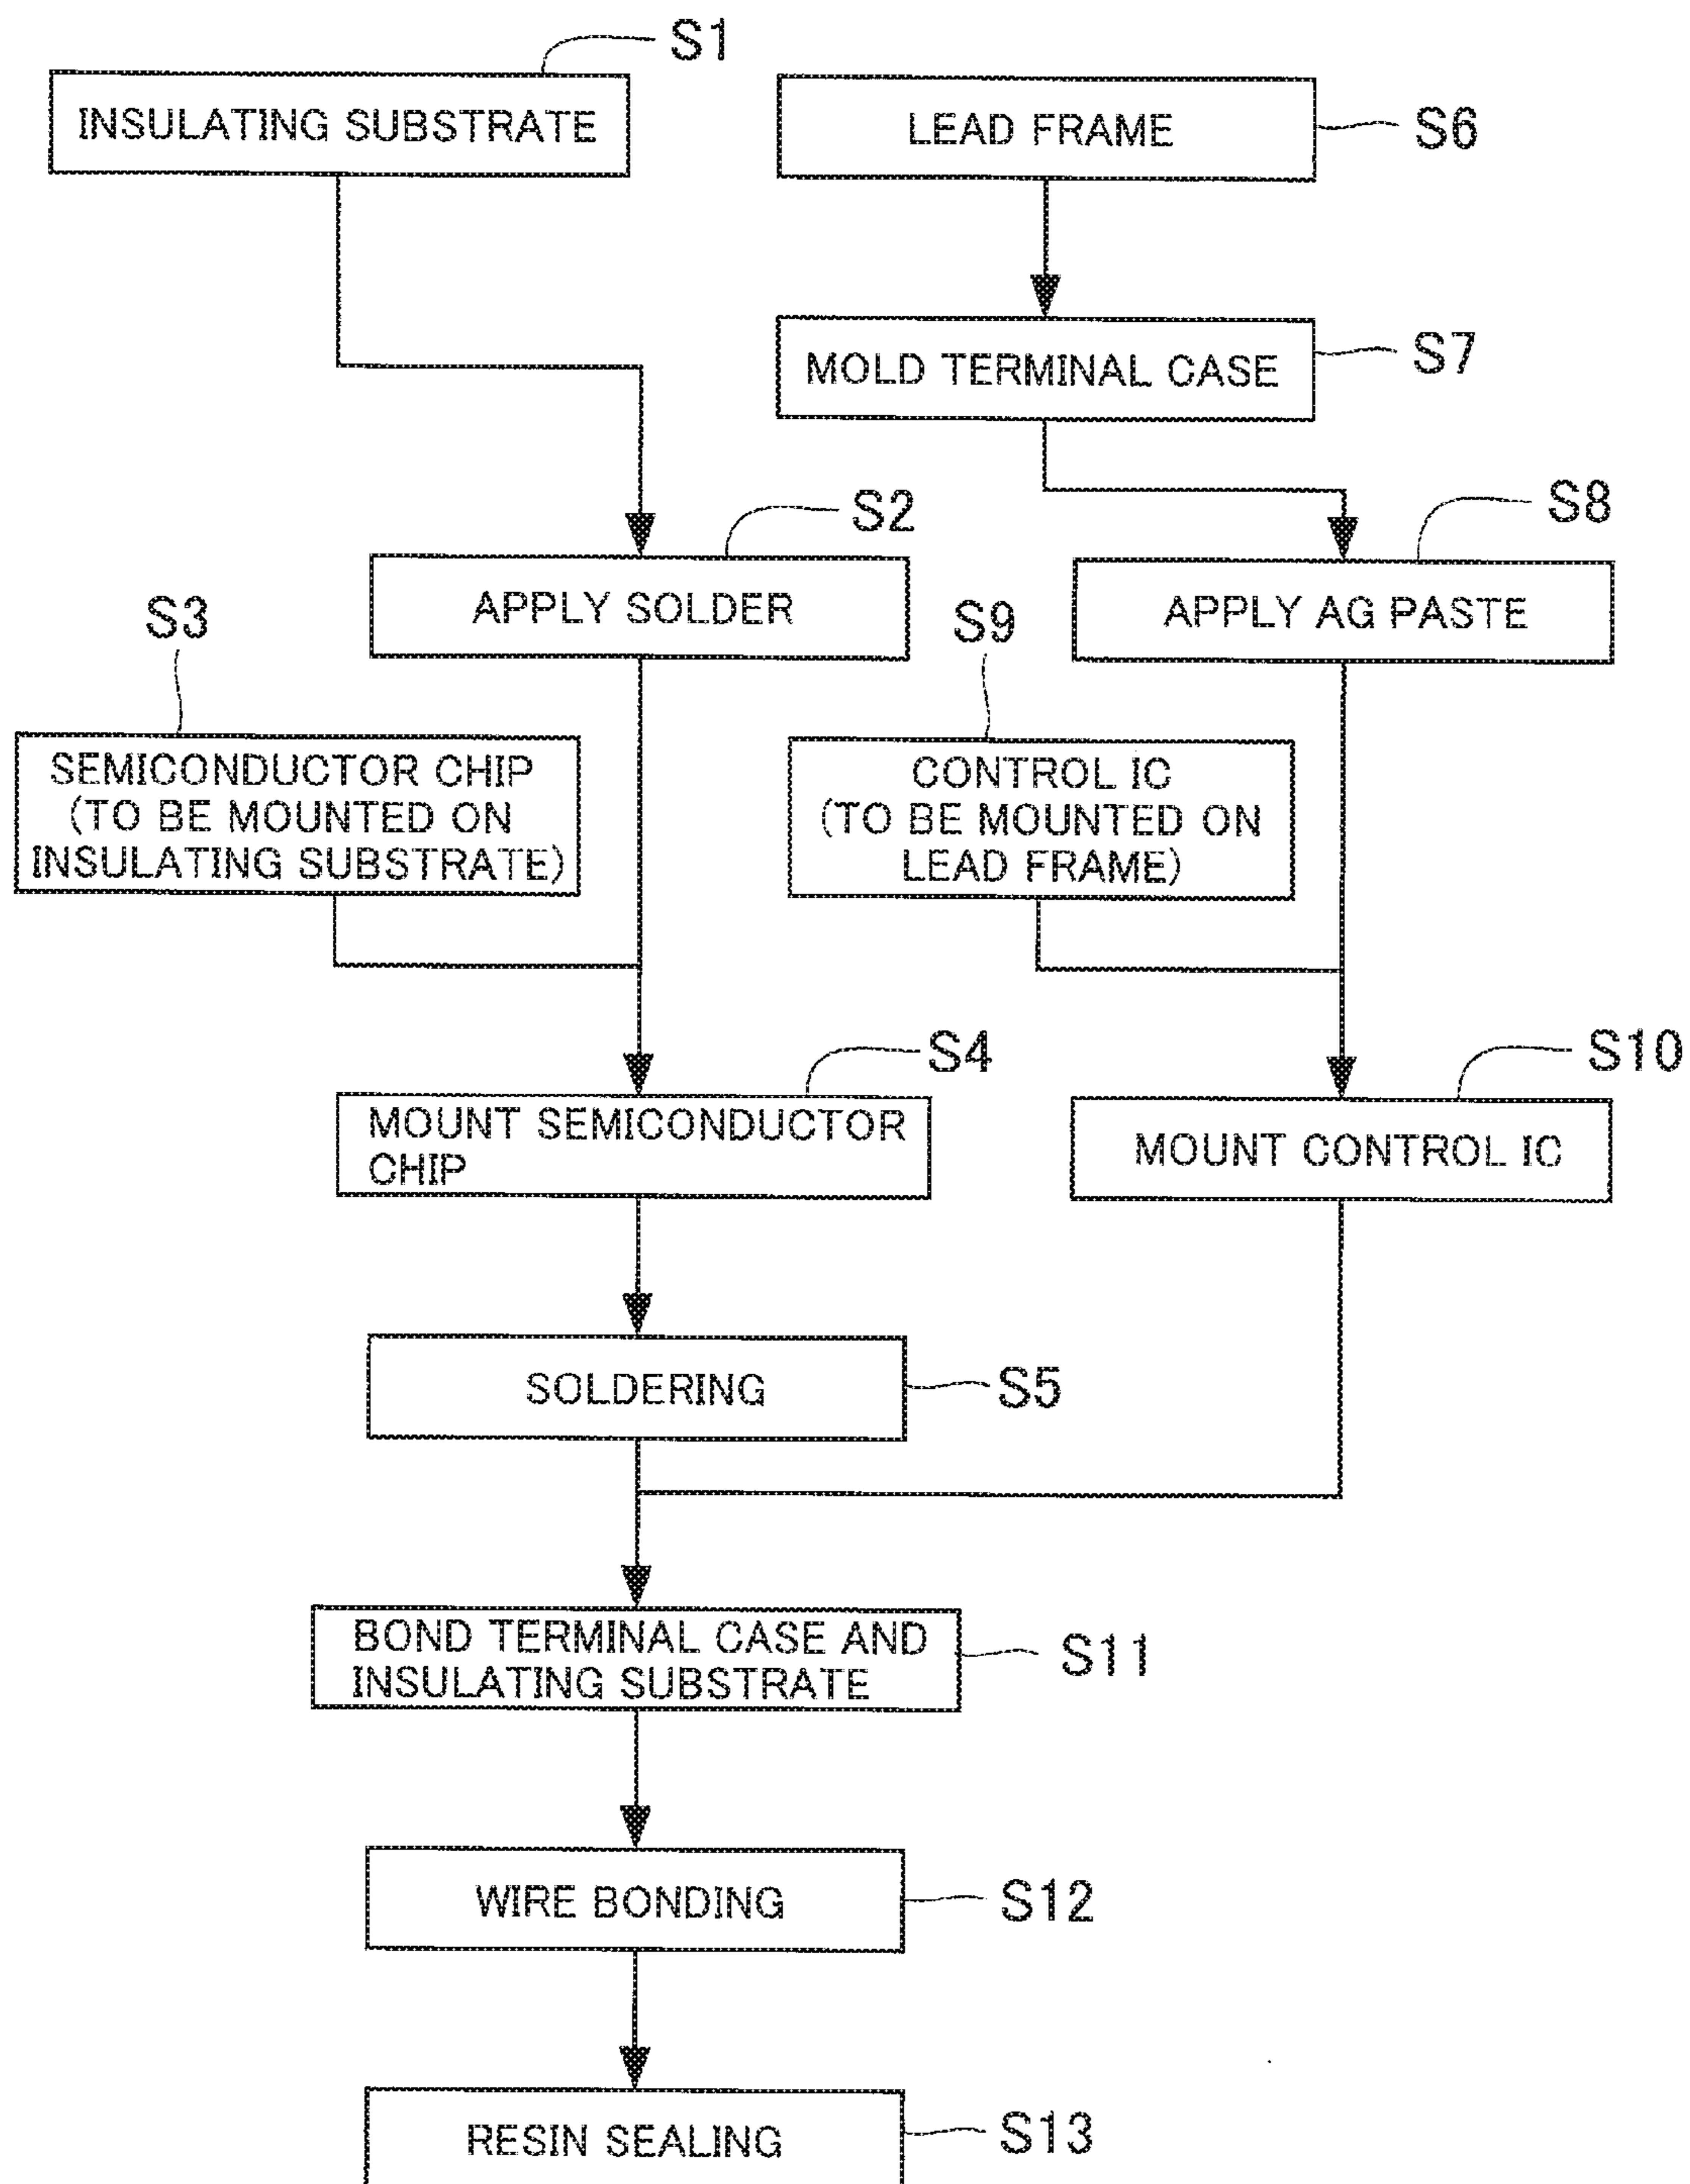 S1
INSULATING SUBSTRATE
LEAD FRAME
S6
MOLD TERMINAL CASE
S7
S2
S8
APPLY SOLDER
APPLY AG PASTE
S3
S9
SEMICONDUCTOR CHIP
(TO BE MOUNTED ON
INSULATING SUBSTRATE)
CONTROL IC
(TO BE MOUNTED ON
LEAD FRAME)
S4
S10
MOUNT SEMICONDUCTOR
CHIP
MOUNT CONTROL IC
SOLDERING
S5
BOND TERMINAL CASE AND
INSULATING SUBSTRATE
S11
WIRE BONDING
S12
RESIN SEALING
S13